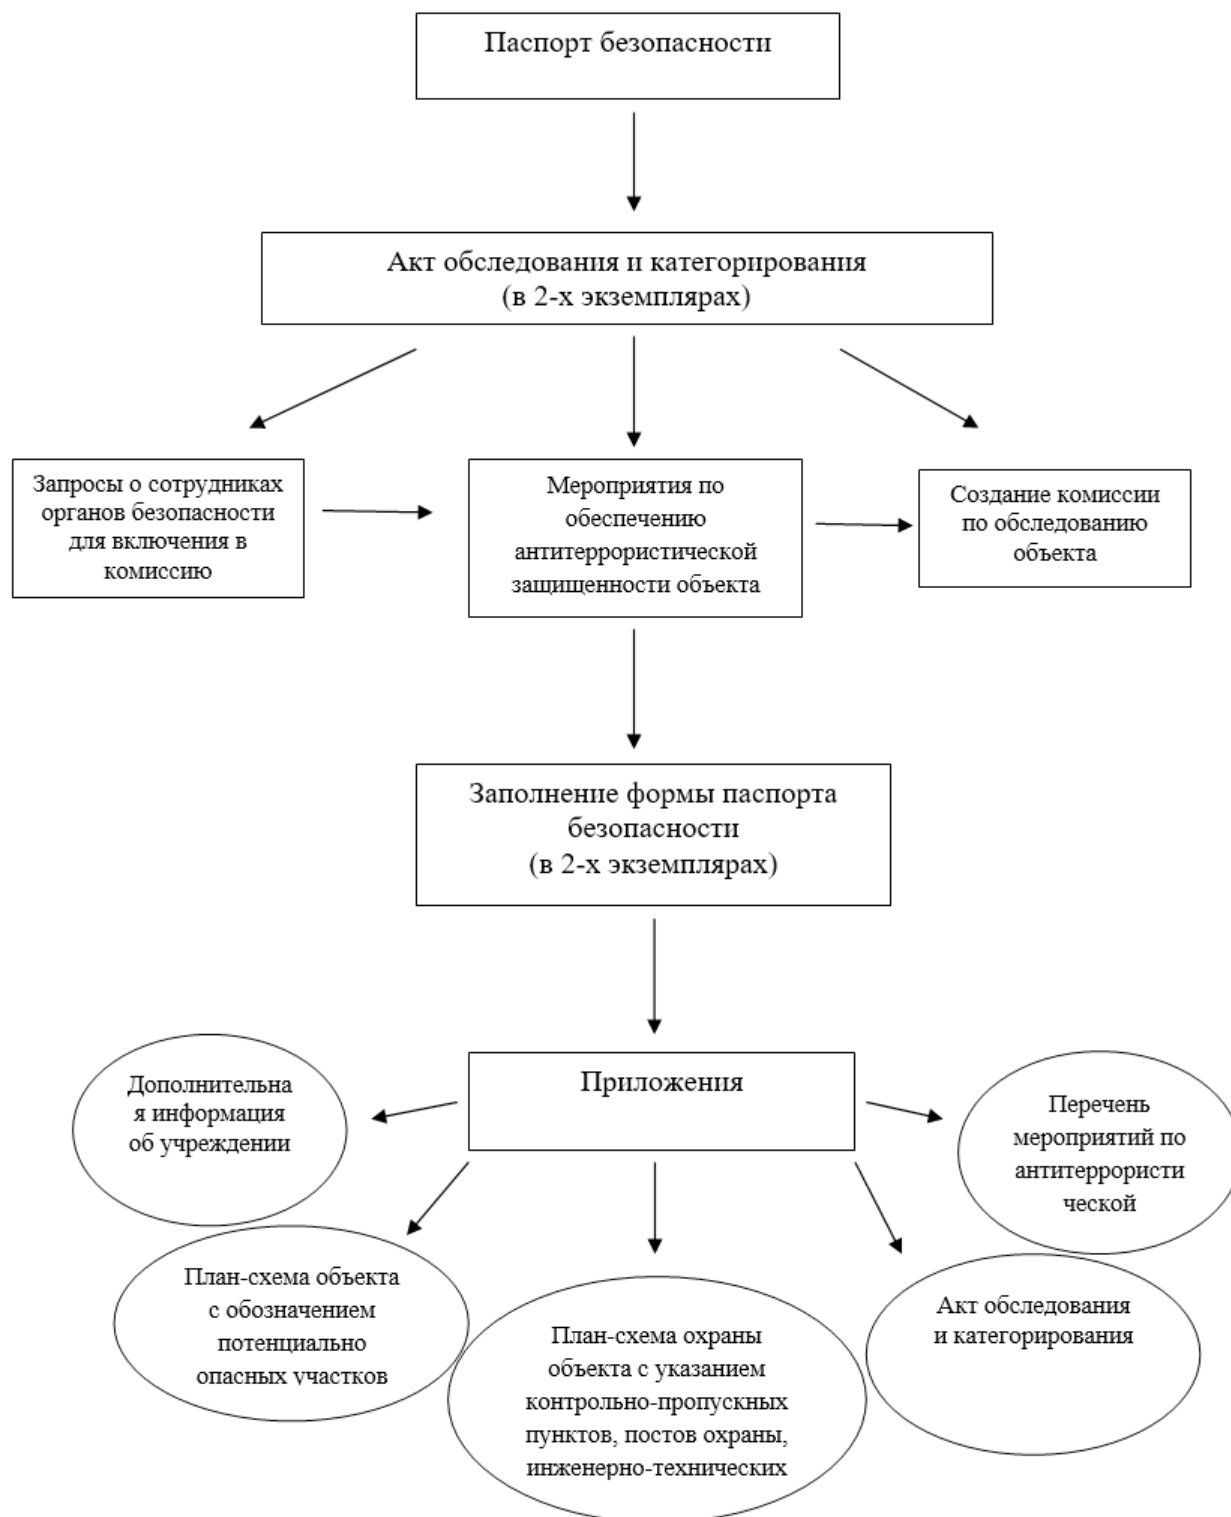 Паспорт безопасности
Акт обследования и категорирования
(в 2-х экземплярах)
Запросы о сотрудниках
органов безопасности
для включения в
комиссию
Мероприятия по
обеспечению
антитеррористической
защищенности объекта
Создание комиссии
по обследованию
объекта
Заполнение формы паспорта
безопасности
(в 2-х экземплярах)
Приложения
Дополнительна
я информация
об учреждении
Перечень
мероприятий по
антитеррористи
ческой
План-схема объекта
с обозначением
потенциально
опасных участков
План-схема охраны
объекта с указанием
контрольно-пропускных
пунктов, постов охраны,
инженерно-технических
Акт обследования
и категорирования